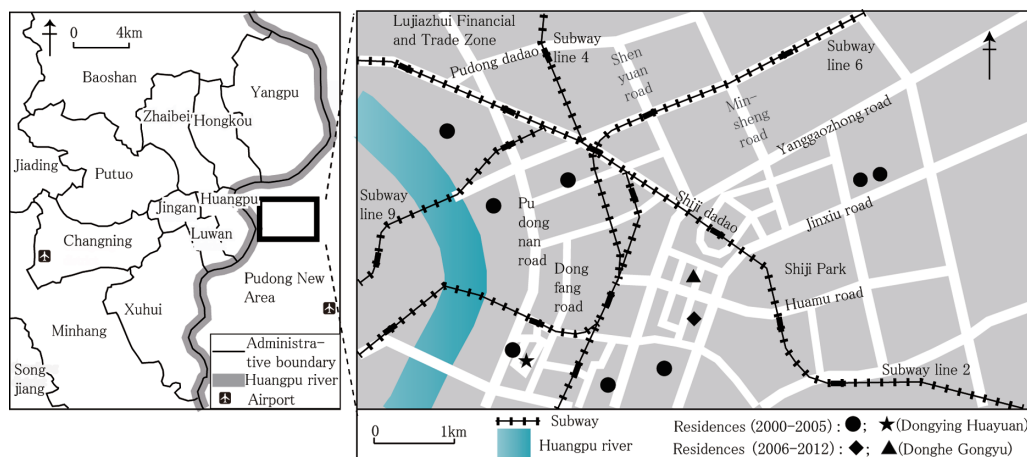 0 4km
Baoshan
Yangpu
Zhaibei
Hongkou
Jiading
Putuo
Huangpu
Jingan
Changning
Luwan
Pudong New
Area
Xuhui
Minhang
Song
jiang
Administra-
tive boundary
Huangpu river
Airport
Lujiazhui Financial
and Trade Zone
Pudong dadao
Subway
line 4
Shen
yuan
road
Subway
line 6
Min-
sheng
road
Yanggaozhong road
Subway
line 9
Pu
dong
nan
road
Shiji dadao
Jinxiu road
Dong
fang
road
Shiji Park
Huamu road
Subway line 2
0 1km
Subway
Huangpu river
Residences (2000-2005) : ●; ★(Dongying Huayuan)
Residences (2006-2012) : ◆; ▲(Donghe Gongyu)